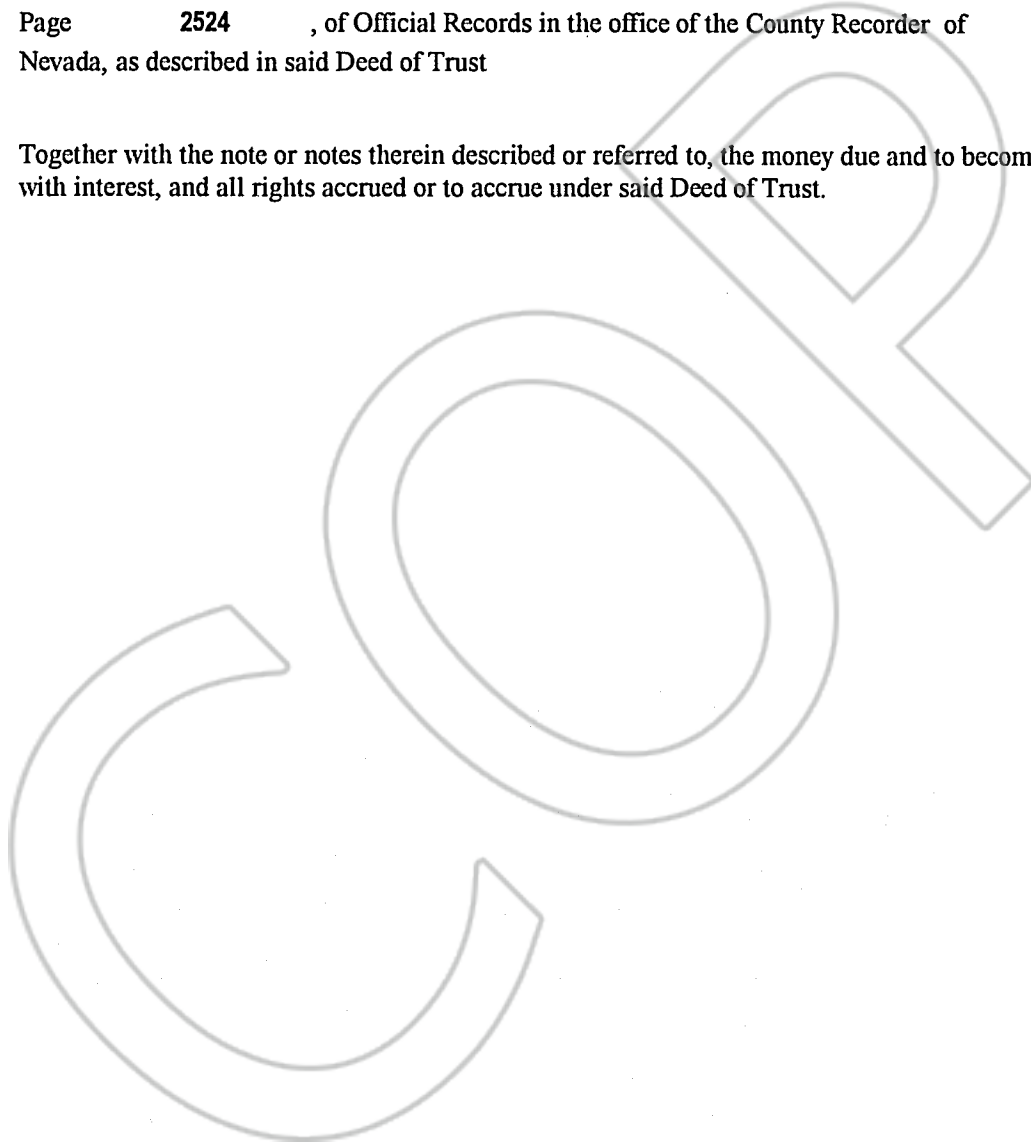 Page 2524 , of Official Records in the office of the County Recorder of
Nevada, as described in said Deed of Trust
Together with the note or notes therein described or referred to, the money due and to becom
with interest, and all rights accrued or to accrue under said Deed of Trust.
COP